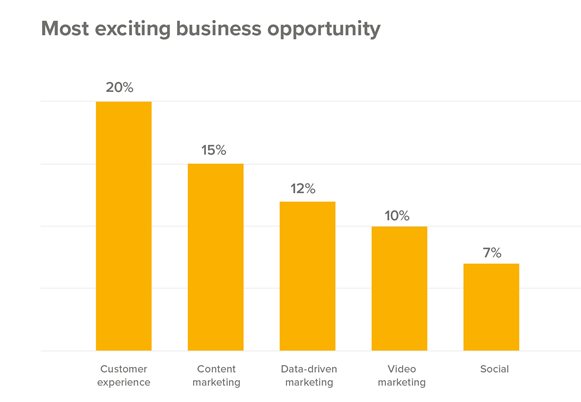 Most exciting business opportunity
20%
15%
12%
10%
7%
Customer
experience
Content
marketing
Data-driven
marketing
Video
marketing
Social